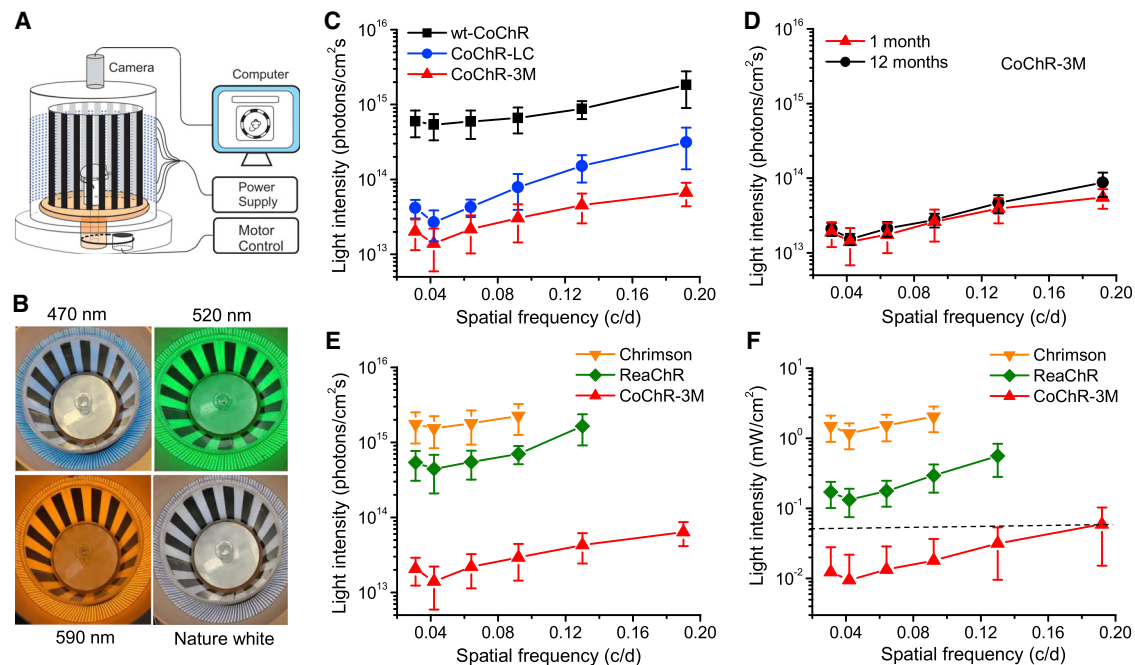 A
Camera
Computer
Power
Supply
Motor
Control
B
470 nm
520 nm
590 nm
Nature white
C
Light intensity (photons/cm²s)
10¹⁶
10¹⁵
10¹⁴
10¹³
wt-CoChR
CoChR-LC
CoChR-3M
0.04 0.08 0.12 0.16 0.20
Spatial frequency (c/d)
D
Light intensity (photons/cm²s)
10¹⁶
10¹⁵
10¹⁴
10¹³
1 month
12 months
CoChR-3M
0.04 0.08 0.12 0.16 0.20
Spatial frequency (c/d)
E
Light intensity (photons/cm²s)
10¹⁶
10¹⁵
10¹⁴
10¹³
Chrimson
ReaChR
CoChR-3M
0.04 0.08 0.12 0.16 0.20
Spatial frequency (c/d)
F
Light intensity (mW/cm²)
10¹
10⁰
10⁻¹
10⁻²
Chrimson
ReaChR
CoChR-3M
0.04 0.08 0.12 0.16 0.20
Spatial frequency (c/d)